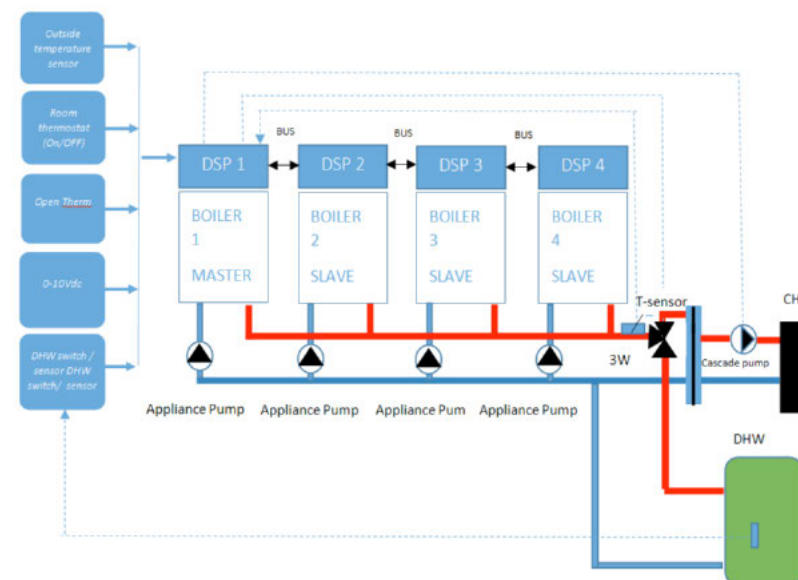 Outside
temperature
sensor
Room
thermostat
(On/OFF)
Open Therm
0-10Vdc
DHW switch /
sensor DHW
switch/ sensor
BUS
BUS
BUS
DSP 1
DSP 2
DSP 3
DSP 4
BOILER
1
MASTER
BOILER
2
SLAVE
BOILER
3
SLAVE
BOILER
4
SLAVE
T-sensor
CH
3W
Cascade pump
Appliance Pump
Appliance Pump
Appliance Pum
Appliance Pump
DHW